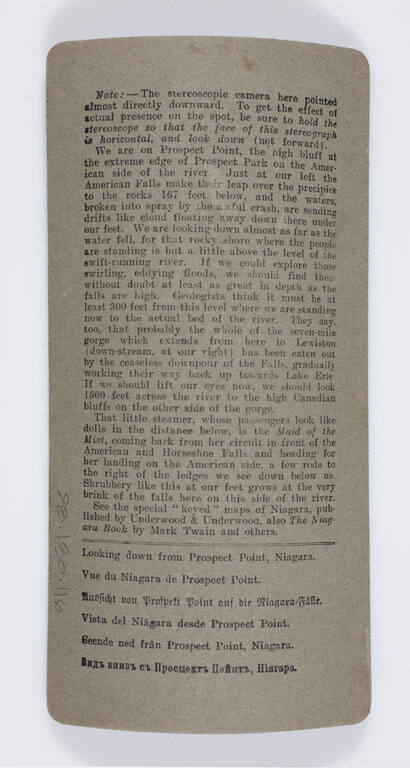 Note:—The stereoscopic camera here pointed
almost directly downward. To get the effect of
actual presence on the spot, be sure to hold the
stereoscope so that the face of this stereograph
is horizontal, and look down (not forward).
We are on Prospect Point, the high bluff at
the extreme edge of Prospect Park on the Amer-
ican side of the river. Just at our left the
American Falls make their leap over the precipice
to the rocks 167 feet below, and the waters,
broken into spray by the awful crash, are sending
drifts like cloud floating away down there under
our feet. We are looking down almost as far as the
water fell, for that rocky shore where the people
are standing is but a little above the level of the
swift-running river. If we could explore those
swirling, eddying floods, we should find them
without doubt at least as great in depth as the
falls are high. Geologists think it must be at
least 300 feet from this level where we are standing
now to the actual bed of the river. They say,
too, that probably the whole of the seven-mile
gorge which extends from here to Lewiston
(down-stream, at our right) has been eaten out
by the ceaseless downpour of the Falls, gradually
working their way back up towards Lake Erie
If we should lift our eyes now, we should look
1500 feet across the river to the high Canadian
bluffs on the other side of the gorge.
That little steamer, whose passengers look like
dolls in the distance below, is the Maid of the
Mist, coming back from her circuit in front of the
American and Horseshoe Falls and heading for
her landing on the American side, a few rods to
the right of the ledges we see down below us.
Shrubbery like this at our feet grows at the very
brink of the falls here on this side of the river.
See the special "keyed" maps of Niagara, pub-
lished by Underwood & Underwood, also The Niag-
ara Book by Mark Twain and others.
Looking down from Prospect Point, Niagara.
Vue du Niagara de Prospect Point.
Aussicht von Prospekt Point auf die Niagara-Fälle.
Vista del Niágara desde Prospect Point.
Seende ned från Prospect Point, Niagara.
Видъ внизъ съ Проспектъ Пойнтъ, Ніагара.